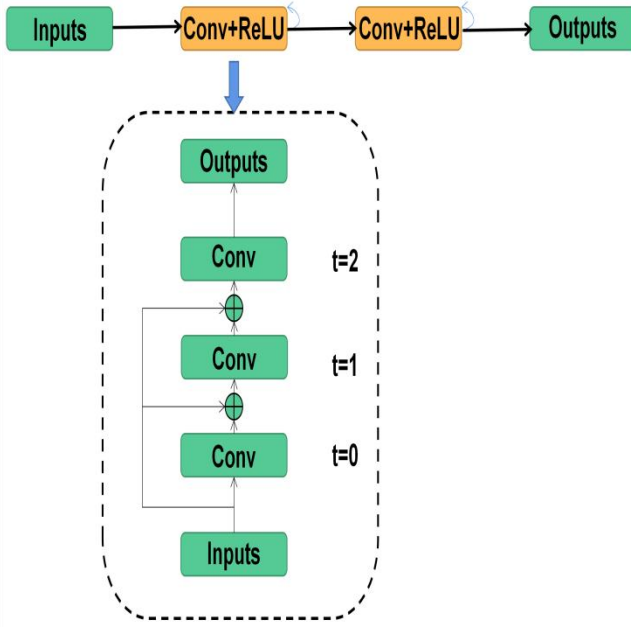 Inputs Conv+ReLU Conv+ReLU Outputs
Outputs
Conv t=2
Conv t=1
Conv t=0
Inputs